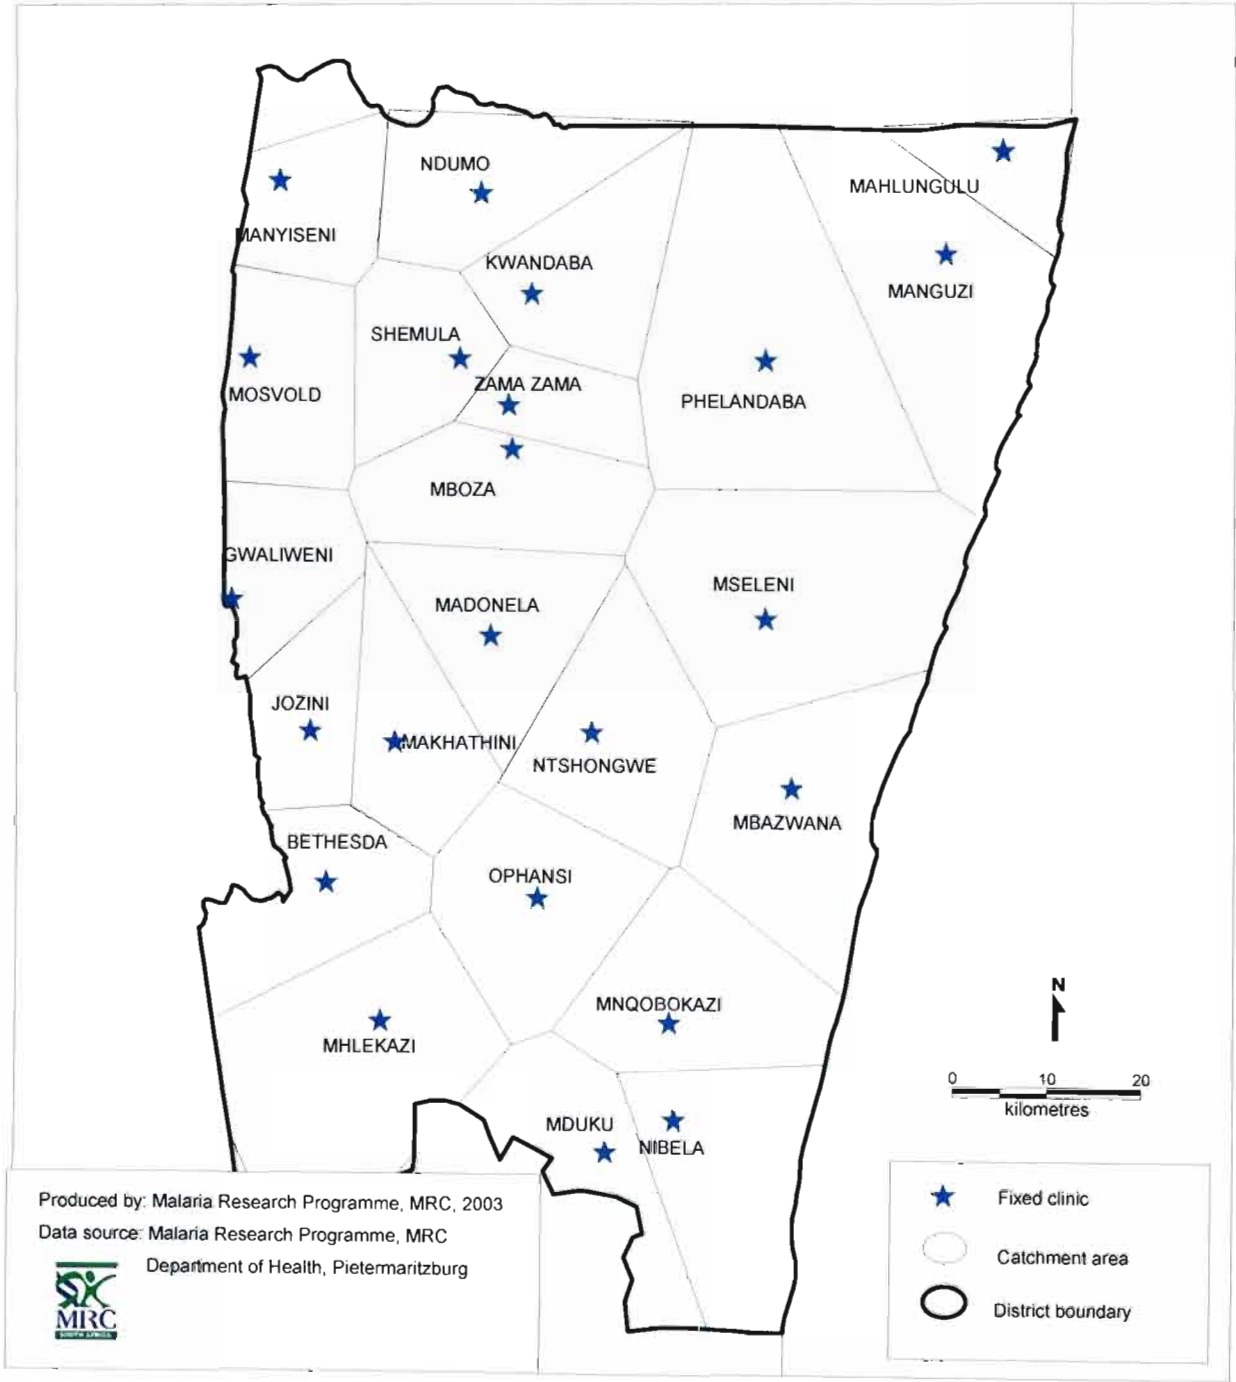 NDUMO
MAHLUNGULU
MANYISENI
KWANDABA
MANGUZI
SHEMULA
ZAMA ZAMA
MOSVOLD
PHELANDABA
MBOZA
GWALIWENI
MSELENI
MADONELA
JOZINI
MAKHATHINI
NTSHONGWE
MBAZWANA
BETHESDA
OPHANSI
N
MNQOBOKAZI
MHLEKAZI
0 10 20
kilometres
MDUKU
NIBELA
Produced by: Malaria Research Programme, MRC, 2003
Data source: Malaria Research Programme, MRC
Department of Health, Pietermaritzburg
MRC
SOUTH AFRICA
Fixed clinic
Catchment area
District boundary